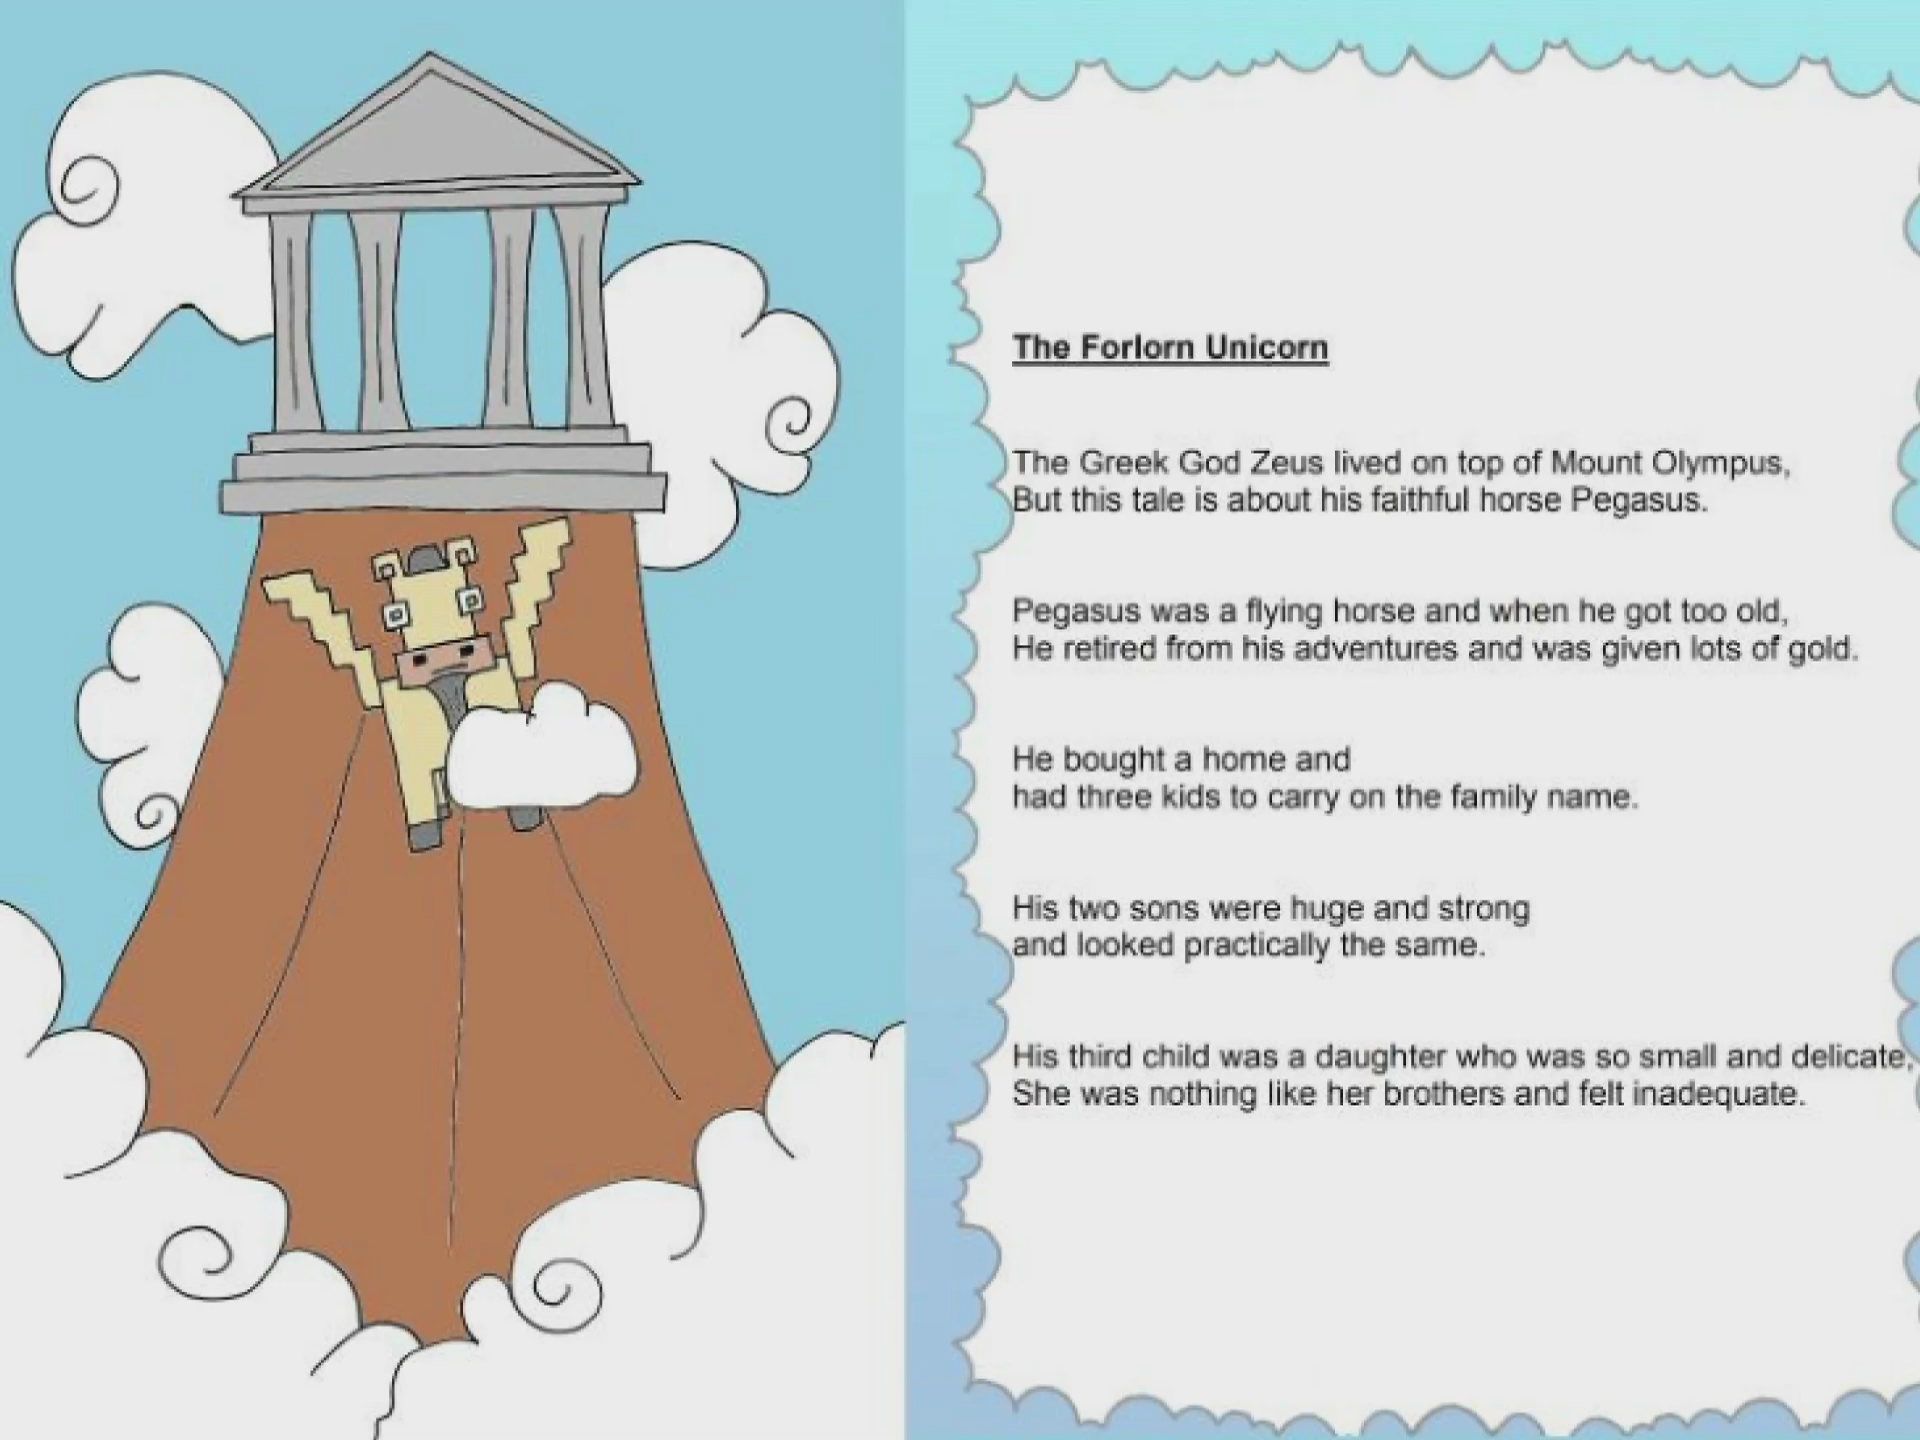 The Forlorn Unicorn
The Greek God Zeus lived on top of Mount Olympus,
But this tale is about his faithful horse Pegasus.
Pegasus was a flying horse and when he got too old,
He retired from his adventures and was given lots of gold.
He bought a home and
had three kids to carry on the family name.
His two sons were huge and strong
and looked practically the same.
His third child was a daughter who was so small and delicate,
She was nothing like her brothers and felt inadequate.